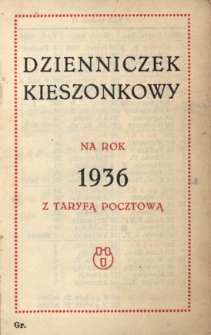 DZIENNICZEK
KIESZONKOWY
NA ROK
1936
Z TARYFĄ POCZTOWĄ
Gr.